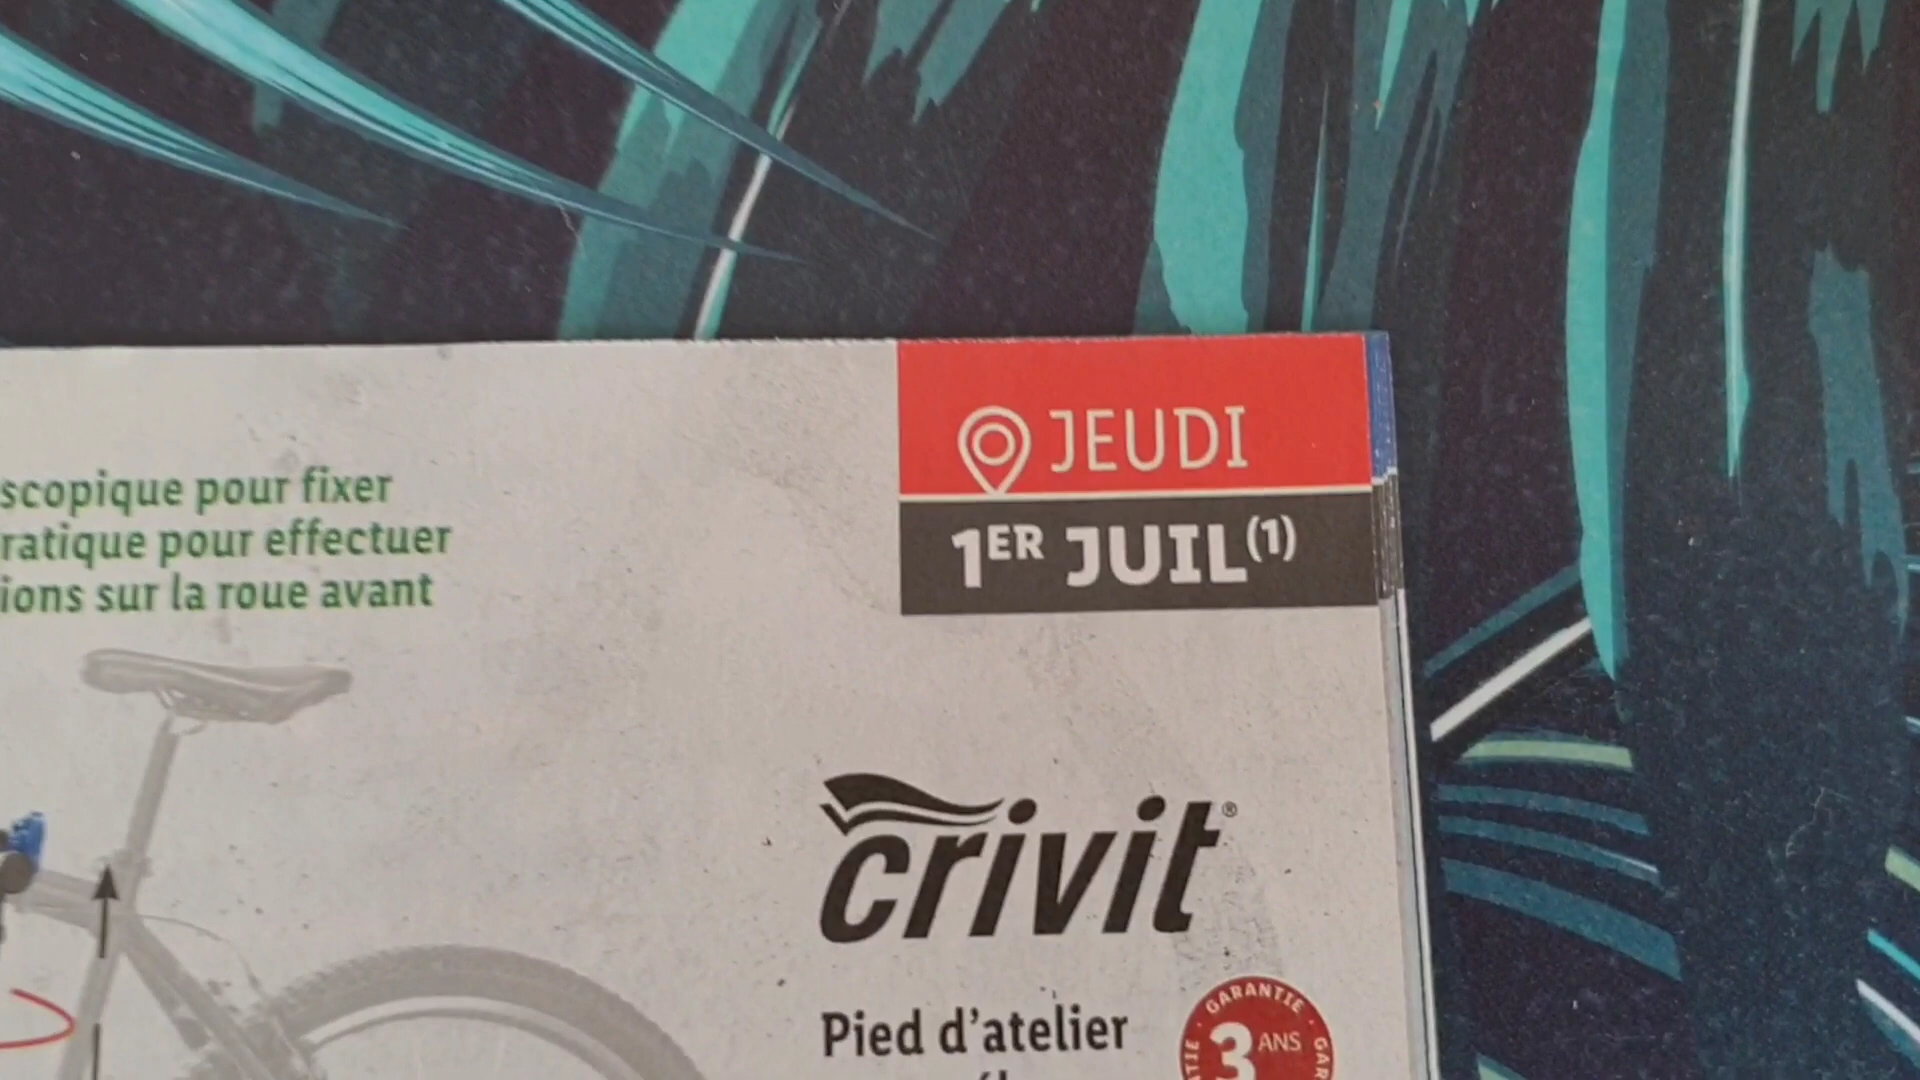 JEUDI
1ER JUIL(1)
scopique pour fixer
ratique pour effectuer
ions sur la roue avant
crivit®
Pied d'atelier
GARANTIE
3 ANS